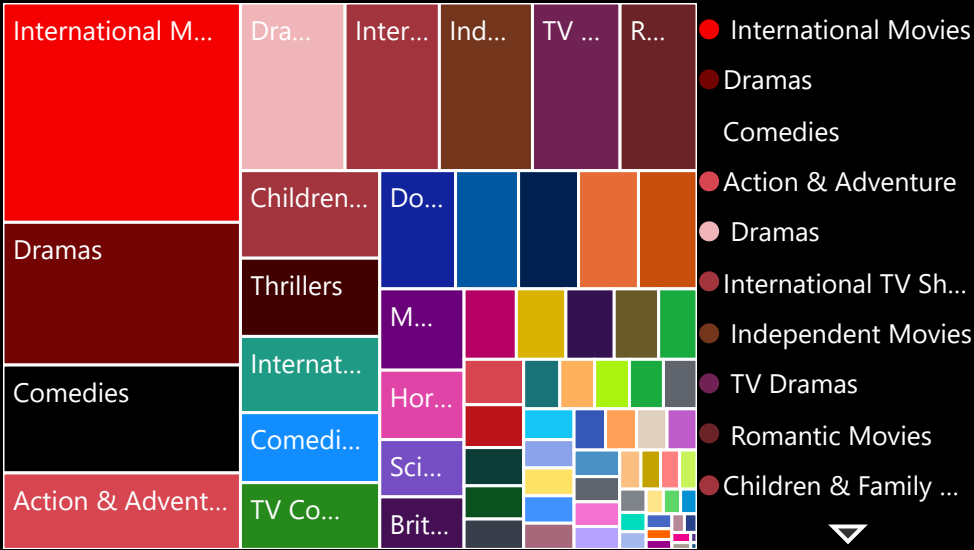 International M...
Dramas
Comedies
Action & Advent...
Dra...
Inter...
Ind...
TV ...
R...
Children...
Thrillers
Internat...
Comedi...
TV Co...
Do...
M...
Hor...
Sci...
Brit...
International Movies
Dramas
Comedies
Action & Adventure
Dramas
International TV Sh...
Independent Movies
TV Dramas
Romantic Movies
Children & Family ...